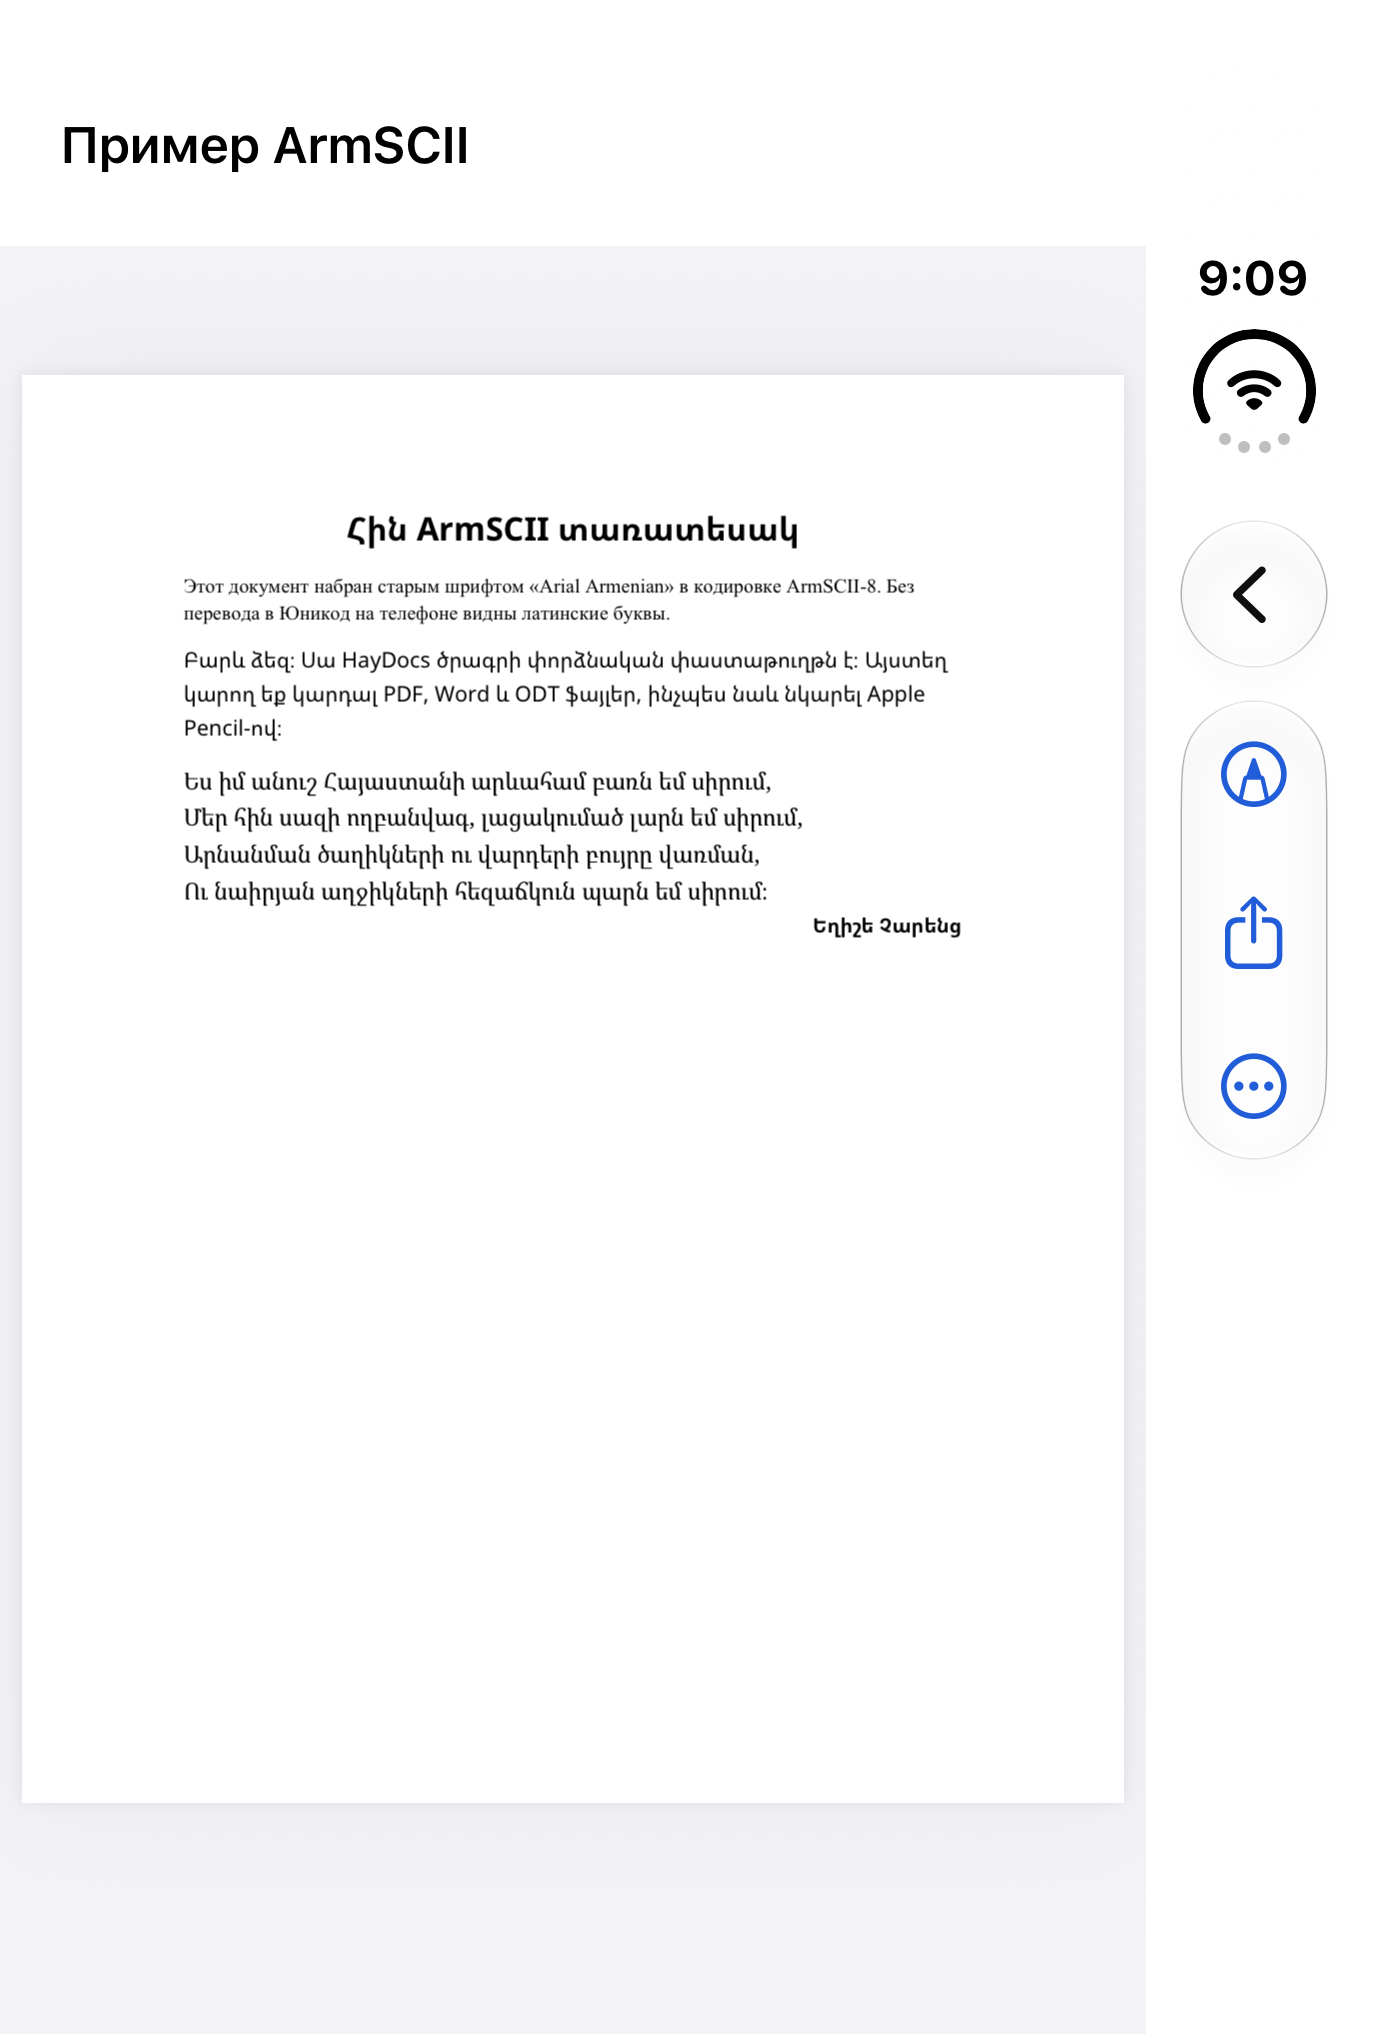 Пример ArmSCII
9:09
Հին ArmSCII տառատեսակ
Этот документ набран старым шрифтом «Arial Armenian» в кодировке ArmSCII-8. Без
перевода в Юникод на телефоне видны латинские буквы.
Բարև ձեզ: Սա HayDocs ծրագրի փորձնական փաստաթուղթն է: Այստեղ
կարող եք կարդալ PDF, Word և ODT ֆայլեր, ինչպես նաև նկարել Apple
Pencil-ով:
Ես իմ անուշ Հայաստանի արևահամ բառն եմ սիրում,
Մեր հին սազի ողբանվագ, լացակումած լարն եմ սիրում,
Արնանման ծաղիկների ու վարդերի բույրը վառման,
Ու նաիրյան աղջիկների հեզաճկուն պարն եմ սիրում:
Եղիշե Չարենց